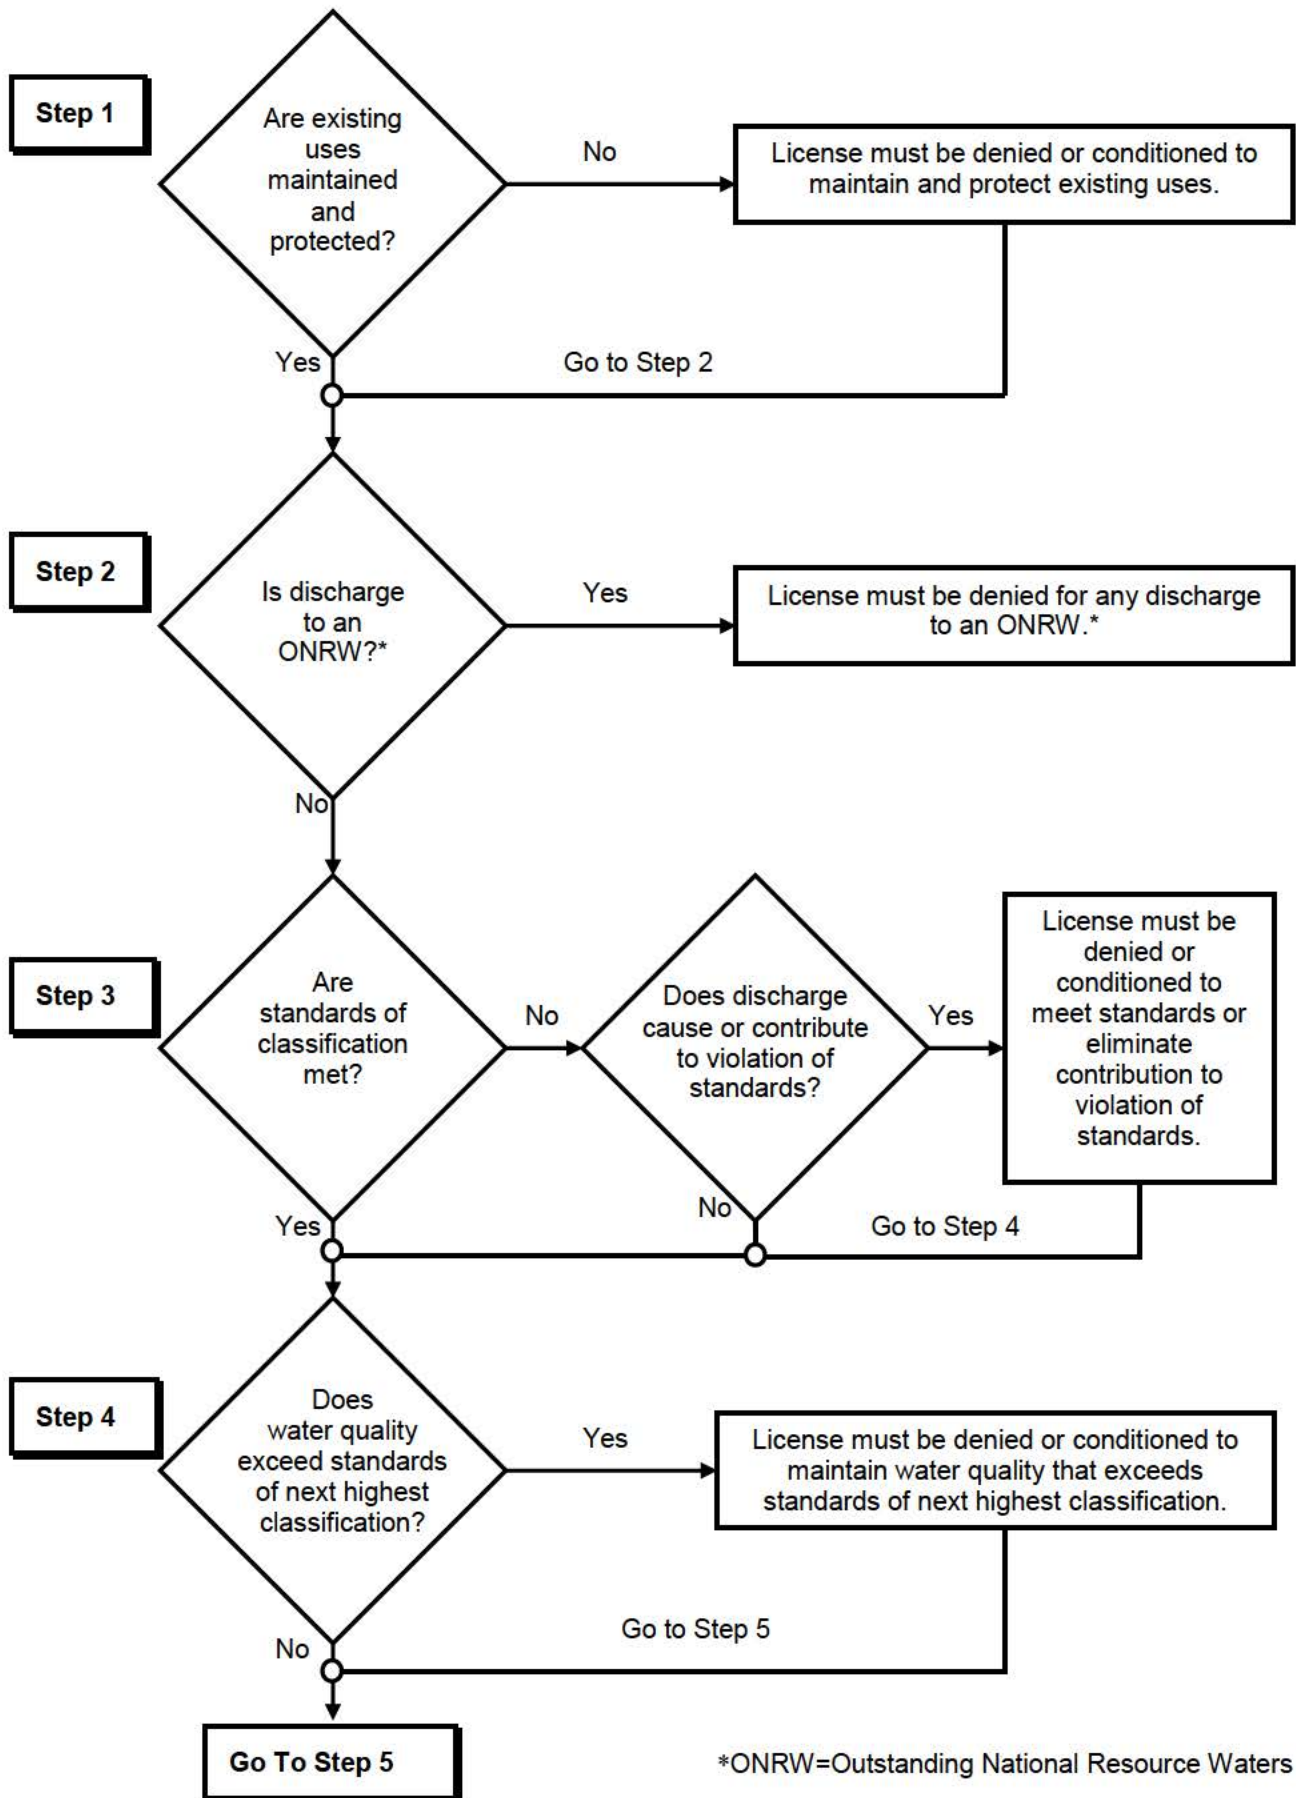 Step 1
Are existing
uses
maintained
and
protected?
No
License must be denied or conditioned to
maintain and protect existing uses.
Yes
Go to Step 2
Step 2
Is discharge
to an
ONRW?*
Yes
License must be denied for any discharge
to an ONRW.*
No
Step 3
Are
standards of
classification
met?
No
Does discharge
cause or contribute
to violation of
standards?
Yes
License must be
denied or
conditioned to
meet standards or
eliminate
contribution to
violation of
standards.
Yes
No
Go to Step 4
Step 4
Does
water quality
exceed standards
of next highest
classification?
Yes
License must be denied or conditioned to
maintain water quality that exceeds
standards of next highest classification.
No
Go to Step 5
Go To Step 5
*ONRW=Outstanding National Resource Waters